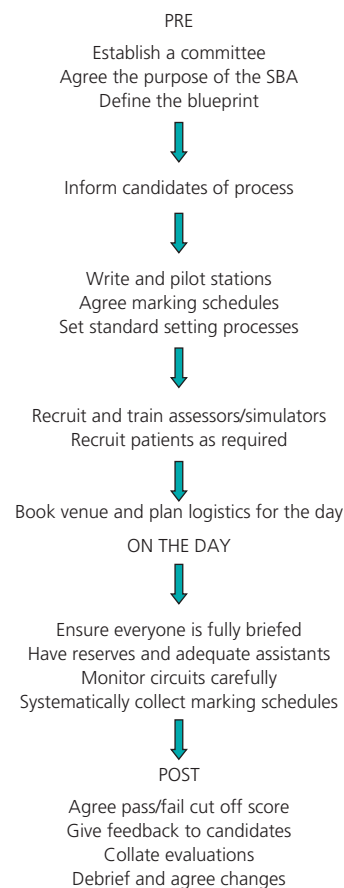 PRE
Establish a committee
Agree the purpose of the SBA
Define the blueprint
Inform candidates of process
Write and pilot stations
Agree marking schedules
Set standard setting processes
Recruit and train assessors/simulators
Recruit patients as required
Book venue and plan logistics for the day
ON THE DAY
Ensure everyone is fully briefed
Have reserves and adequate assistants
Monitor circuits carefully
Systematically collect marking schedules
POST
Agree pass/fail cut off score
Give feedback to candidates
Collate evaluations
Debrief and agree changes